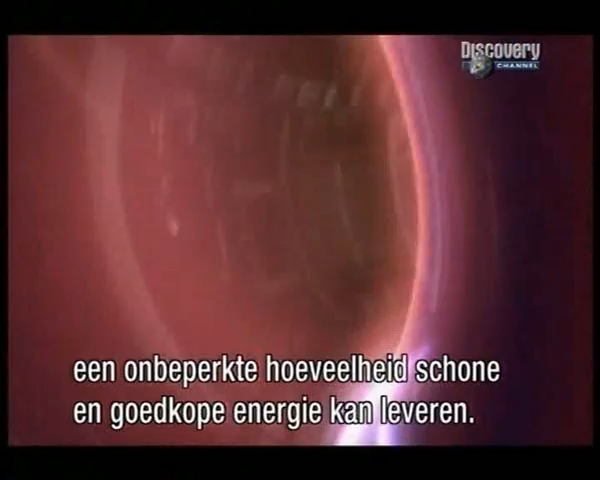 Discovery
CHANNEL
een onbeperkte hoeveelheid schone
en goedkope energie kan leveren.